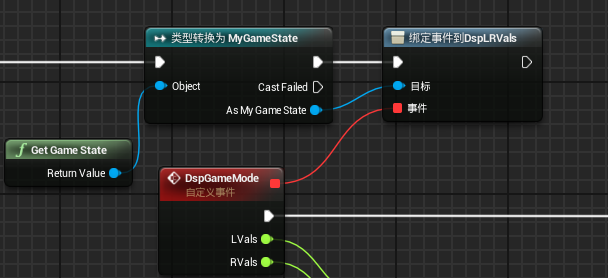 类型转换为 MyGameState
Object
Cast Failed
As My Game State
绑定事件到DspLRVals
目标
事件
f Get Game State
Return Value
DspGameMode
自定义事件
LVals
RVals